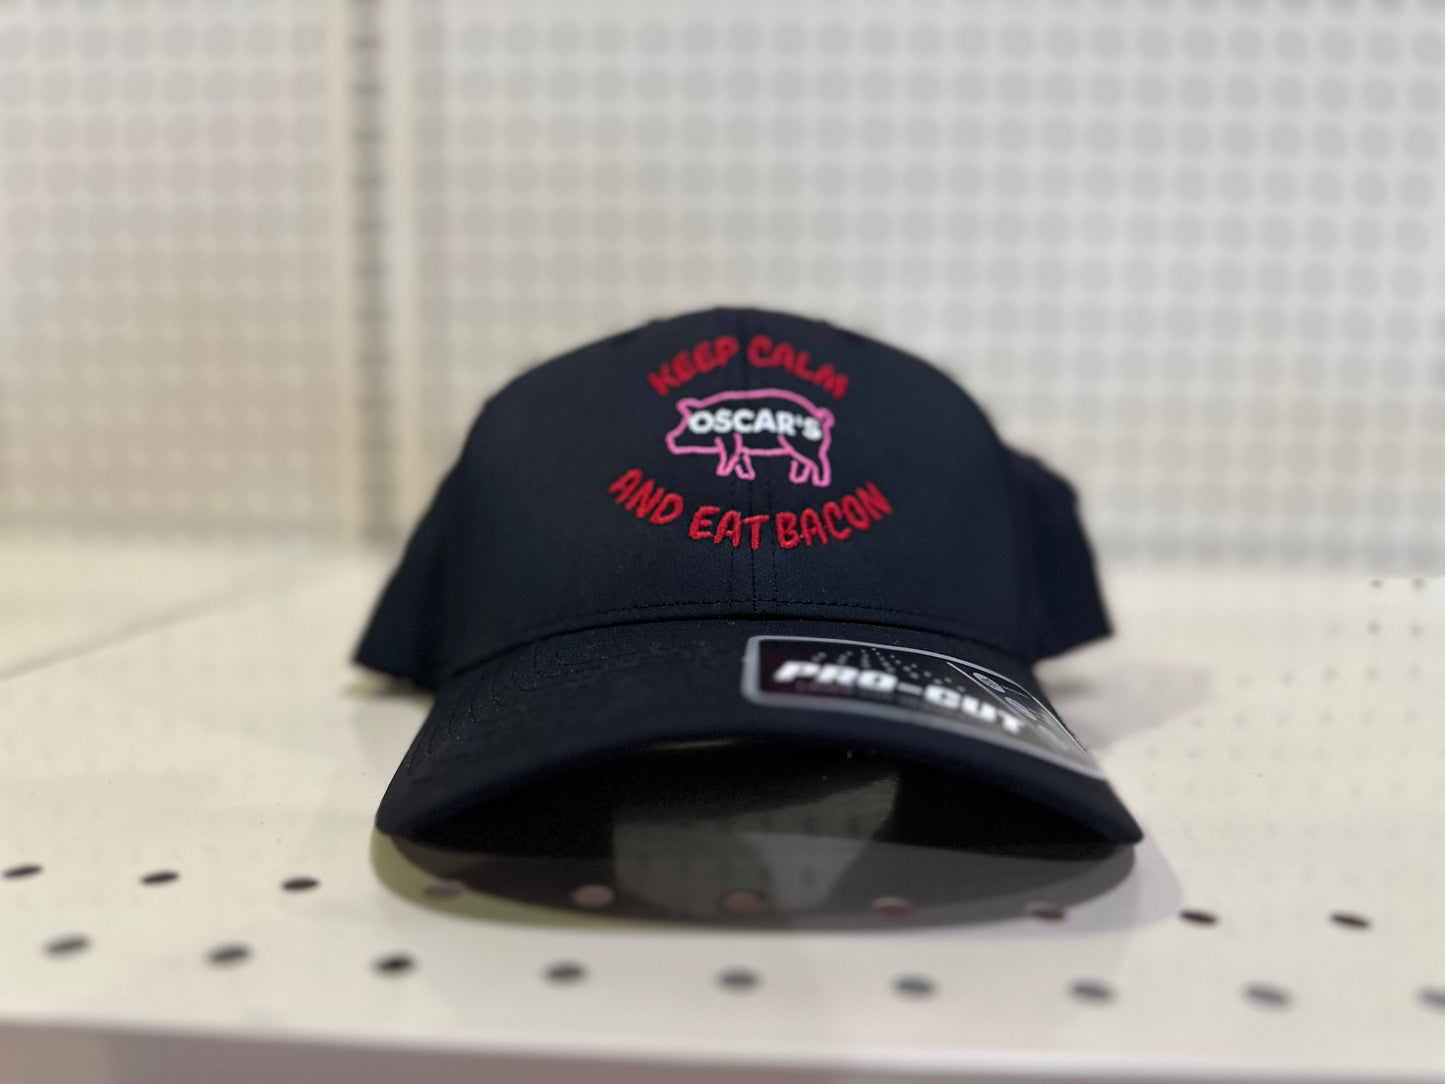 KEEP CALM
OSCAR'S
AND EAT BACON
PRO-CUT